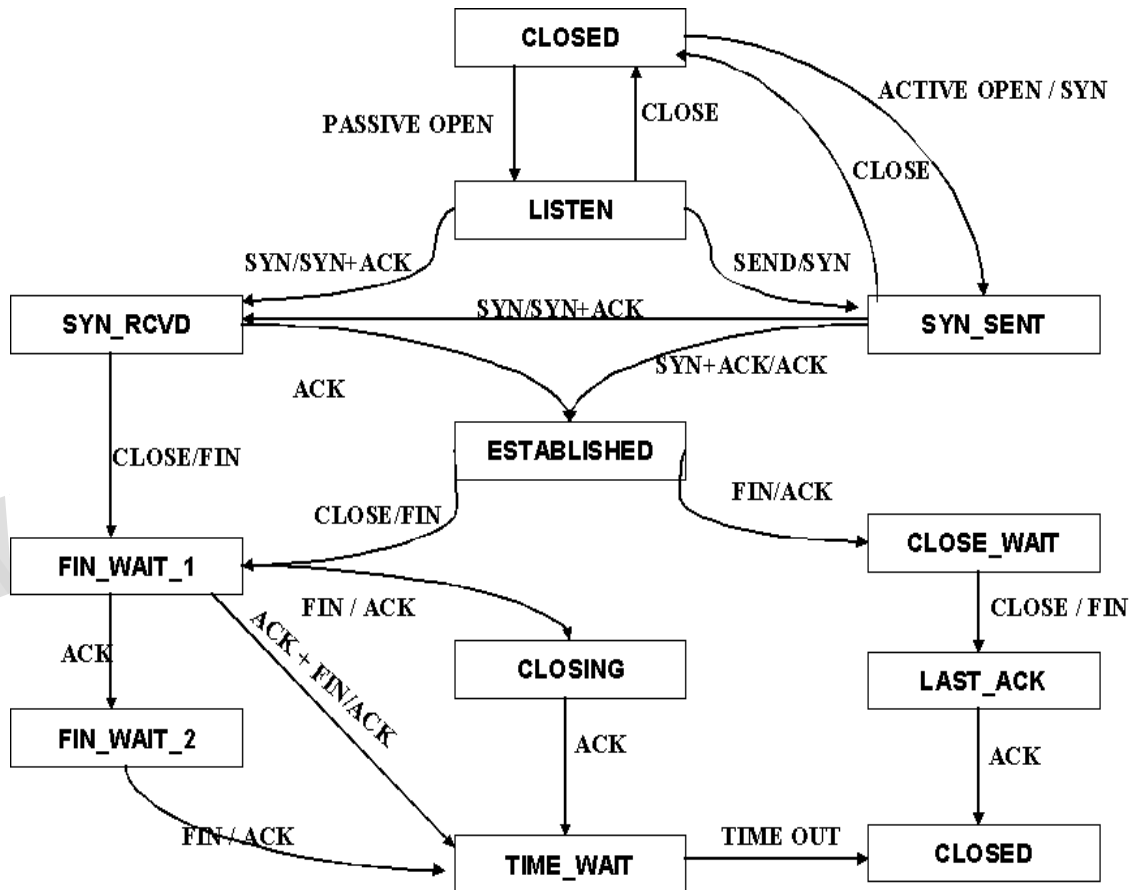 CLOSED
ACTIVE OPEN / SYN
PASSIVE OPEN
CLOSE
CLOSE
LISTEN
SYN/SYN+ACK
SEND/SYN
SYN_RCVD
SYN/SYN+ACK
SYN_SENT
ACK
SYN+ACK/ACK
ESTABLISHED
CLOSE/FIN
CLOSE/FIN
FIN/ACK
FIN_WAIT_1
CLOSE_WAIT
FIN / ACK
CLOSE / FIN
ACK
ACK + FIN/ACK
CLOSING
LAST_ACK
FIN_WAIT_2
ACK
ACK
FIN / ACK
TIME_WAIT
TIME OUT
CLOSED